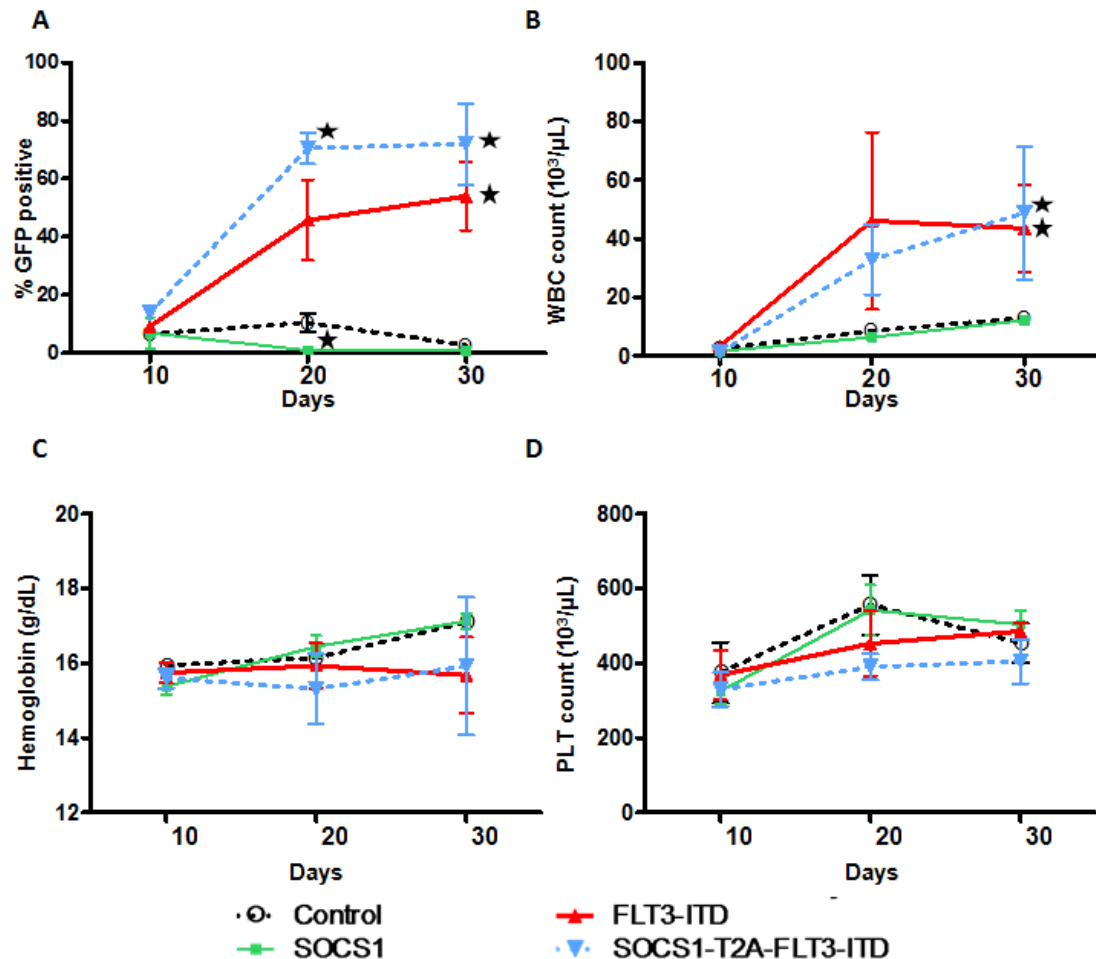 A
B
100
80
60
40
20
0
% GFP positive
10 20 30
Days
100
80
60
40
20
0
WBC count (10³/µL)
10 20 30
Days
C
D
20
18
16
14
12
Hemoglobin (g/dL)
10 20 30
Days
800
600
400
200
0
PLT count (10³/µL)
10 20 30
Days
Control
FLT3-ITD
SOCS1
SOCS1-T2A-FLT3-ITD